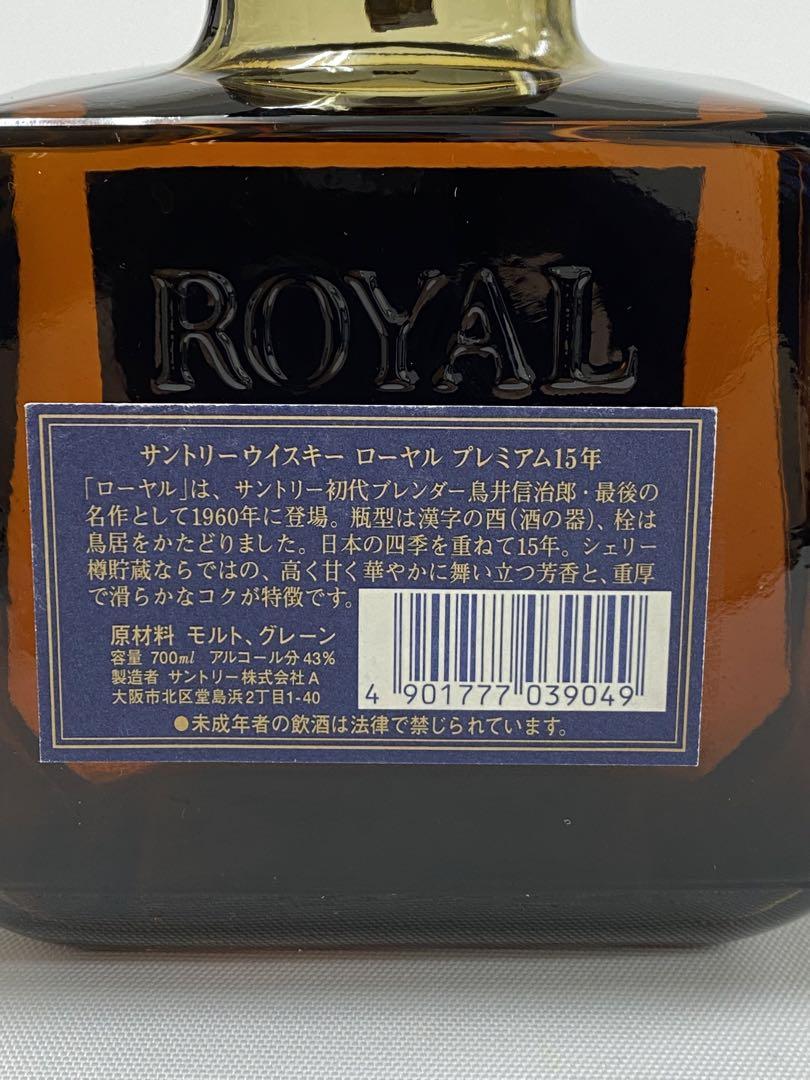 ROYAL
サントリーウイスキー ローヤル プレミアム15年
「ローヤル」は、サントリー初代ブレンダー鳥井信治郎・最後の
名作として1960年に登場。瓶型は漢字の酉(酒の器)、栓は
鳥居をかたどりました。日本の四季を重ねて15年。シェリー
樽貯蔵ならではの、高く甘く華やかに舞い立つ芳香と、重厚
で滑らかなコクが特徴です。
原材料 モルト、グレーン
容量 700ml アルコール分43%
製造者 サントリー株式会社A
大阪市北区堂島浜2丁目1-40
4 901777 039049
●未成年者の飲酒は法律で禁じられています。